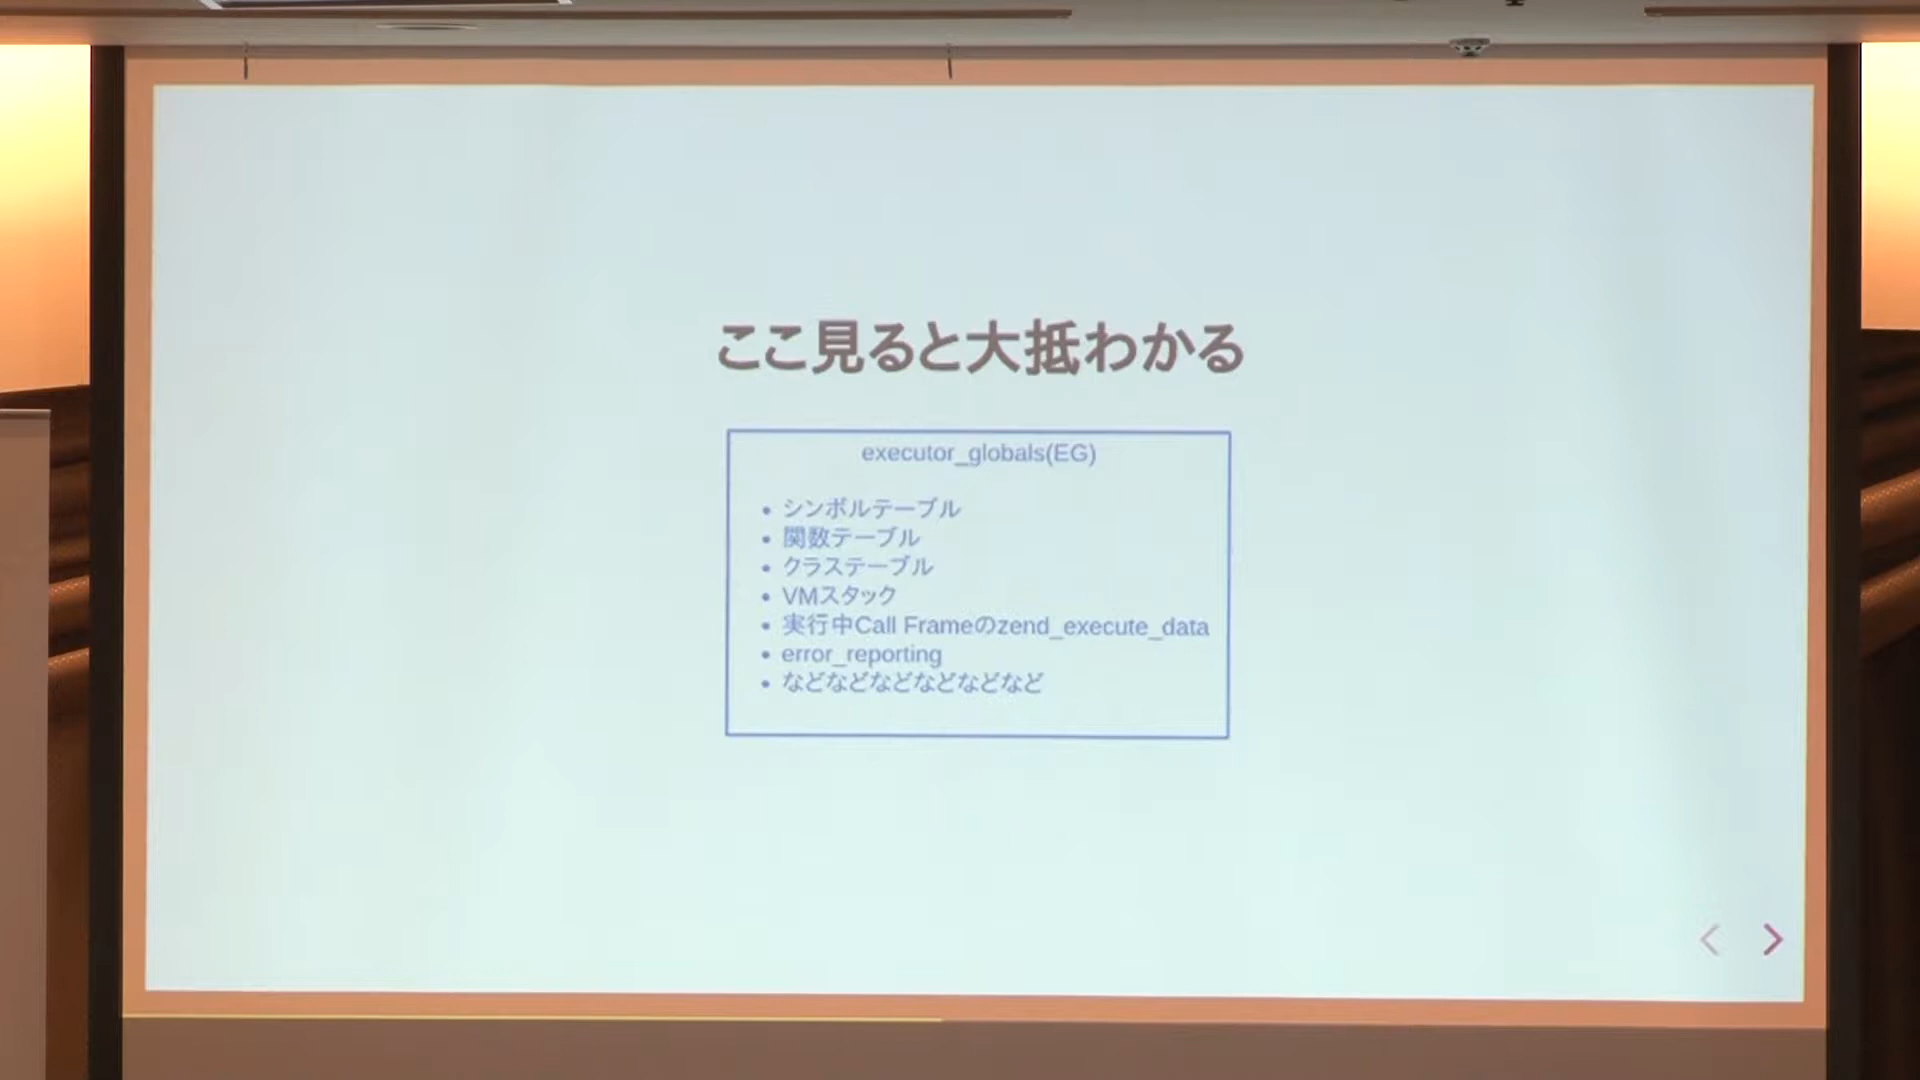 ここ見ると大抵わかる
executor_globals(EG)
• シンボルテーブル
• 関数テーブル
• クラステーブル
• VMスタック
• 実行中Call Frameのzend_execute_data
• error_reporting
• などなどなどなどなどなど